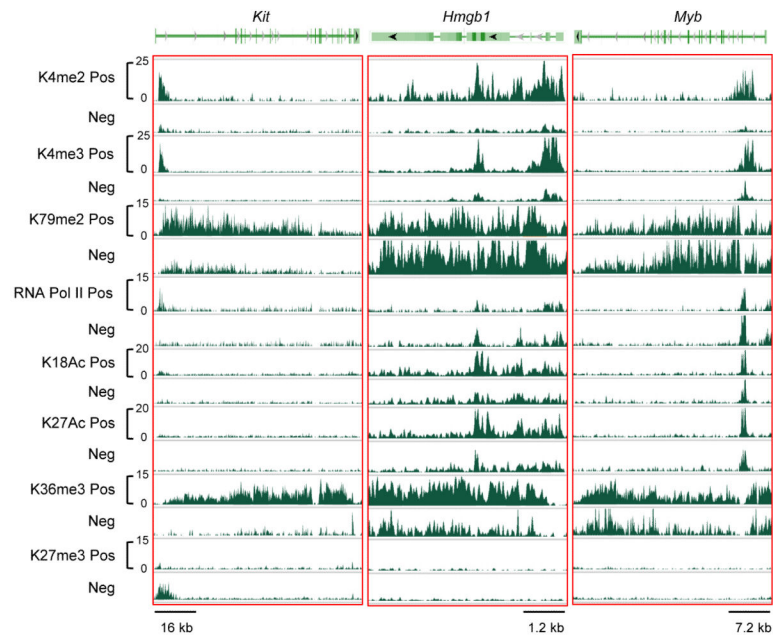 Kit Hmgb1 Myb
K4me2 Pos 25 0
Neg
K4me3 Pos 25 0
Neg
K79me2 Pos 15 0
Neg
RNA Pol II Pos 15 0
Neg
K18Ac Pos 20 0
Neg
K27Ac Pos 20 0
Neg
K36me3 Pos 15 0
Neg
K27me3 Pos 15 0
Neg
16 kb 1.2 kb 7.2 kb